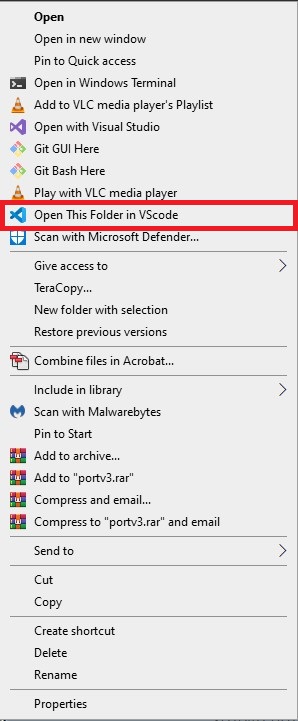 Open
Open in new window
Pin to Quick access
Open in Windows Terminal
Add to VLC media player's Playlist
Open with Visual Studio
Git GUI Here
Git Bash Here
Play with VLC media player
Open This Folder in VScode
Scan with Microsoft Defender...
Give access to
TeraCopy...
New folder with selection
Restore previous versions
Combine files in Acrobat...
Include in library
Scan with Malwarebytes
Pin to Start
Add to archive...
Add to "portv3.rar"
Compress and email...
Compress to "portv3.rar" and email
Send to
Cut
Copy
Create shortcut
Delete
Rename
Properties